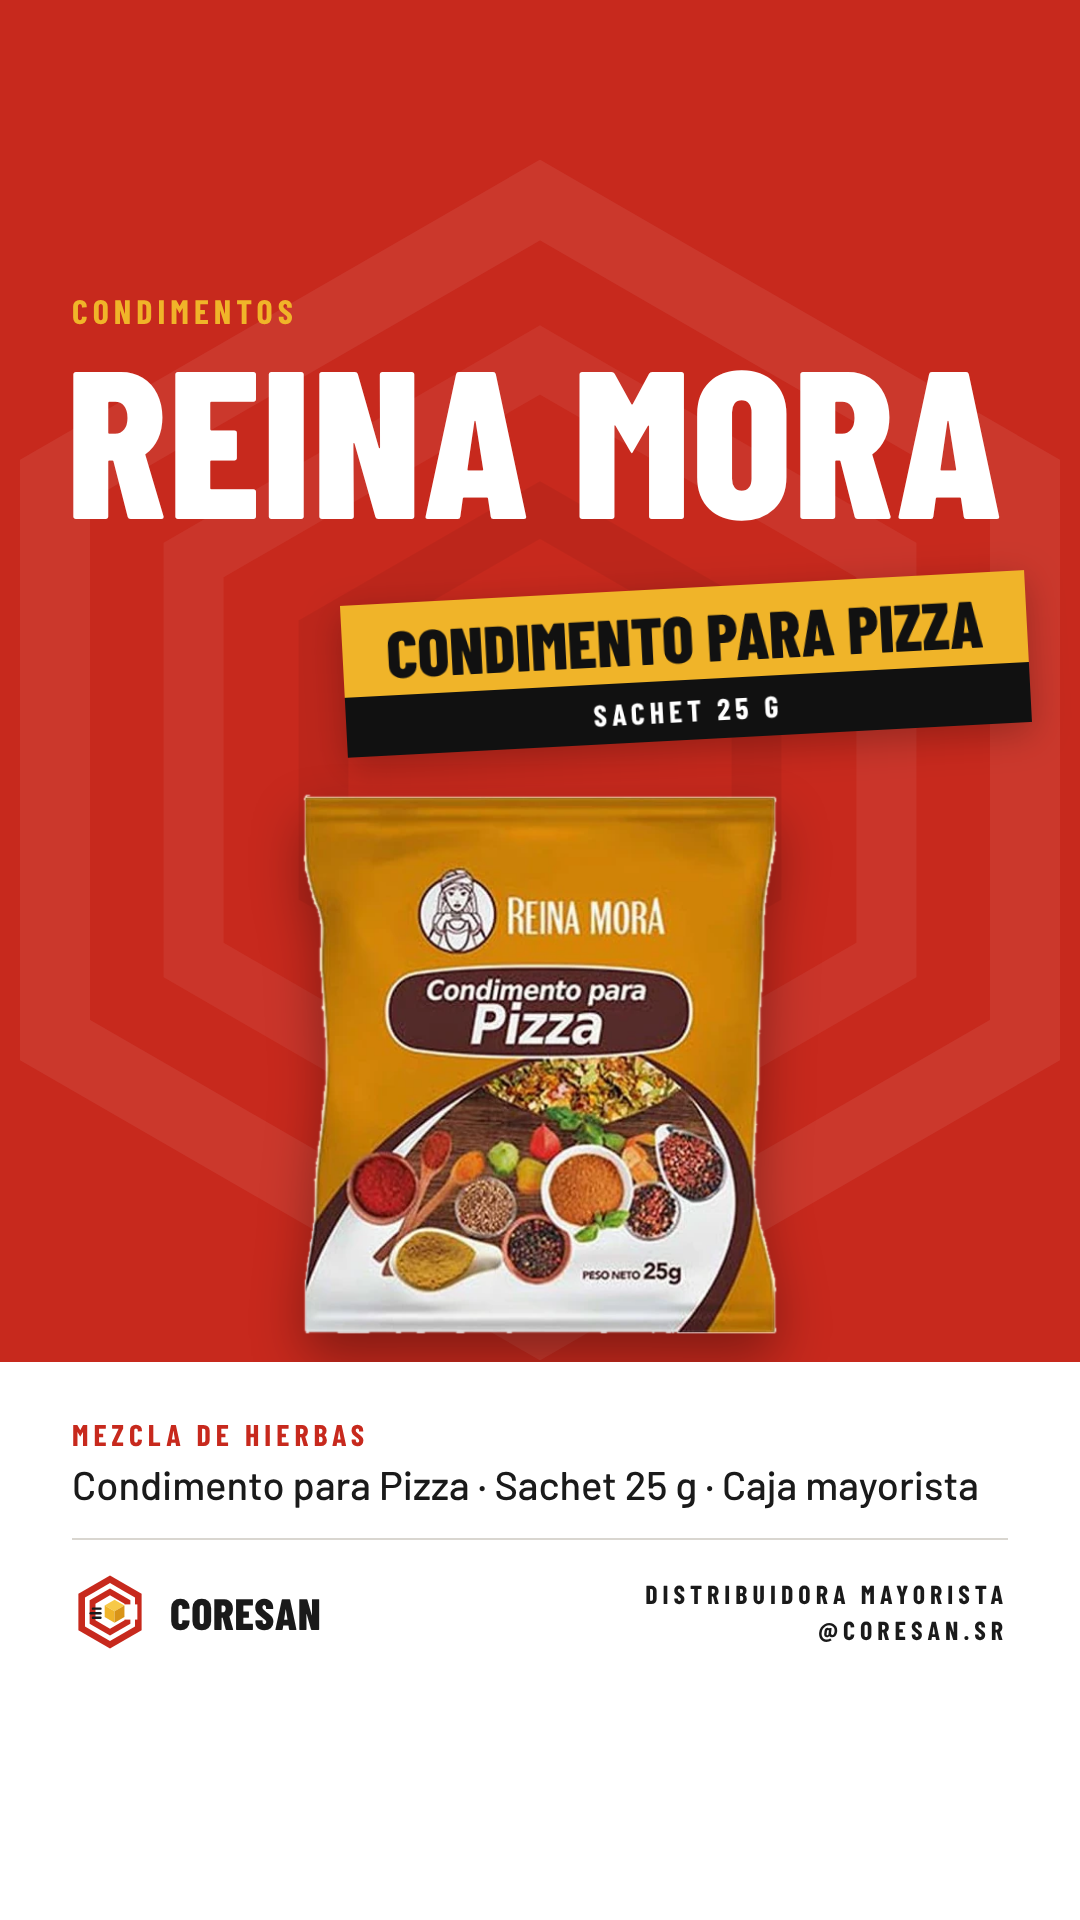 CONDIMENTOS
REINA MORA
CONDIMENTO PARA PIZZA
SACHET 25 G
REINA MORA
Condimento para
Pizza
PESO NETO 25g
MEZCLA DE HIERBAS
Condimento para Pizza · Sachet 25 g · Caja mayorista
CORESAN
DISTRIBUIDORA MAYORISTA
@CORESAN.SR